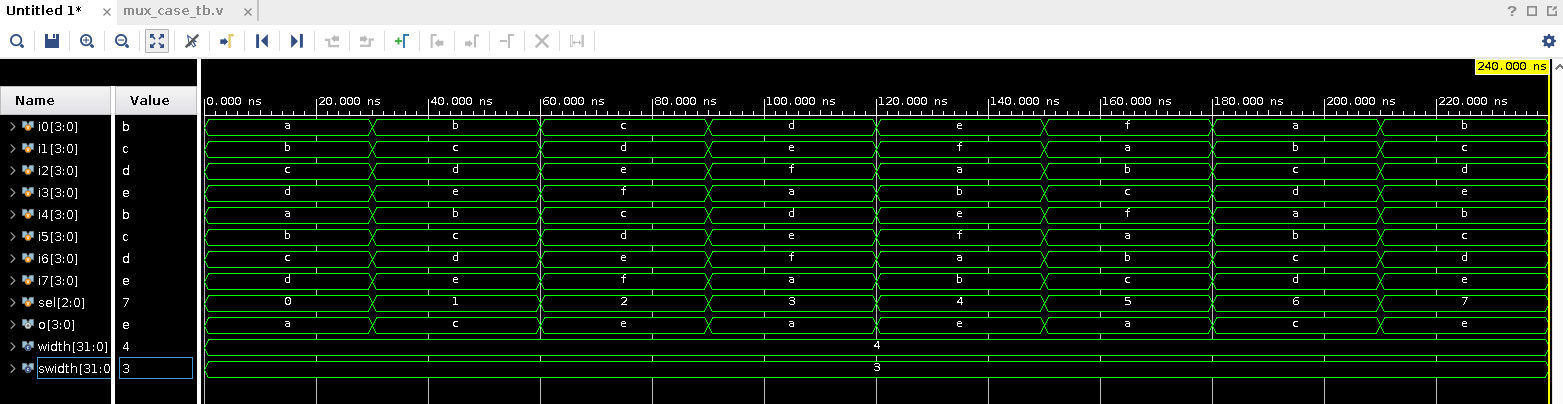 Untitled 1* × mux_case_tb.v ×
?
240.000 ns
Name Value 0.000 ns 20.000 ns 40.000 ns 60.000 ns 80.000 ns 100.000 ns 120.000 ns 140.000 ns 160.000 ns 180.000 ns 200.000 ns 220.000 ns
i0[3:0] b a b c d e f a b
i1[3:0] c b c d e f a b c
i2[3:0] d c d e f a b c d
i3[3:0] e d e f a b c d e
i4[3:0] b a b c d e f a b
i5[3:0] c b c d e f a b c
i6[3:0] d c d e f a b c d
i7[3:0] e d e f a b c d e
sel[2:0] 7 0 1 2 3 4 5 6 7
o[3:0] e a c e a e a c e
width[31:0] 4 4
swidth[31:0 3 3